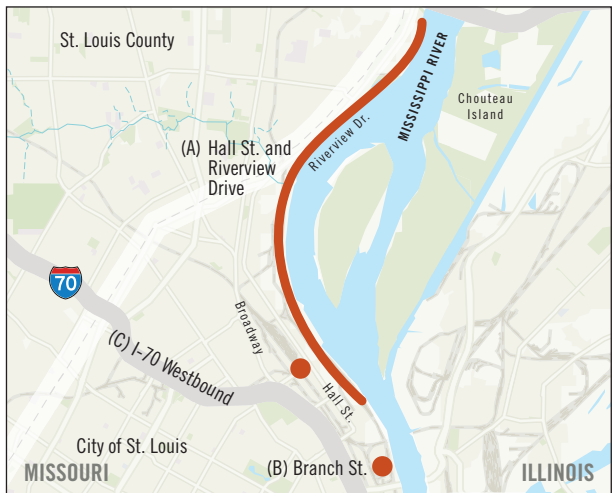 St. Louis County
MISSISSIPPI RIVER
Chouteau
Island
Riverview Dr.
(A) Hall St. and
Riverview
Drive
70
Broadway
(C) I-70 Westbound
Hall St.
City of St. Louis
(B) Branch St.
MISSOURI
ILLINOIS